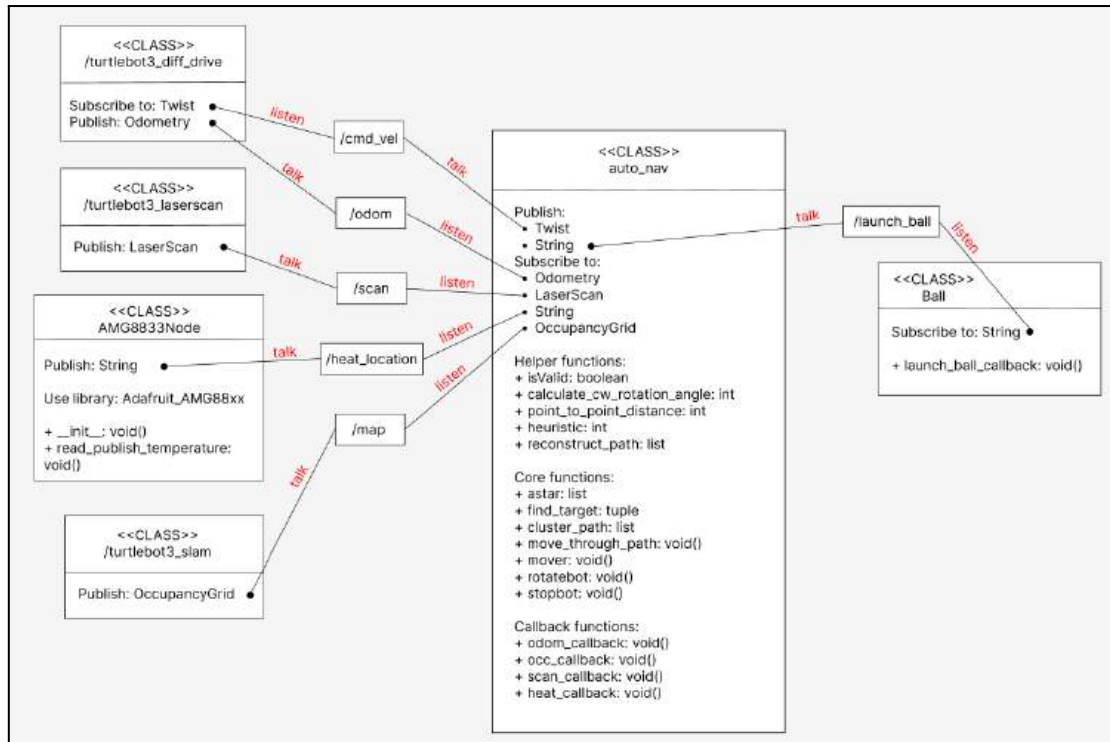 <<CLASS>>
/turtlebot3_diff_drive
Subscribe to: Twist
Publish: Odometry
listen
/cmd_vel
talk
talk
/odom
listen
<<CLASS>>
/turtlebot3_laserscan
Publish: LaserScan
talk
/scan
listen
<<CLASS>>
AMG8833Node
Publish: String
Use library: Adafruit_AMG88xx
+ __init__: void()
+ read_publish_temperature:
void()
talk
/heat_location
listen
/map
listen
talk
<<CLASS>>
/turtlebot3_slam
Publish: OccupancyGrid
<<CLASS>>
auto_nav
Publish:
• Twist
• String
Subscribe to:
• Odometry
• LaserScan
• String
• OccupancyGrid
Helper functions:
+ isValid: boolean
+ calculate_cw_rotation_angle: int
+ point_to_point_distance: int
+ heuristic: int
+ reconstruct_path: list
Core functions:
+ astar: list
+ find_target: tuple
+ cluster_path: list
+ move_through_path: void()
+ mover: void()
+ rotatebot: void()
+ stopbot: void()
Callback functions:
+ odom_callback: void()
+ occ_callback: void()
+ scan_callback: void()
+ heat_callback: void()
talk
/launch_ball
listen
<<CLASS>>
Ball
Subscribe to: String
+ launch_ball_callback: void()